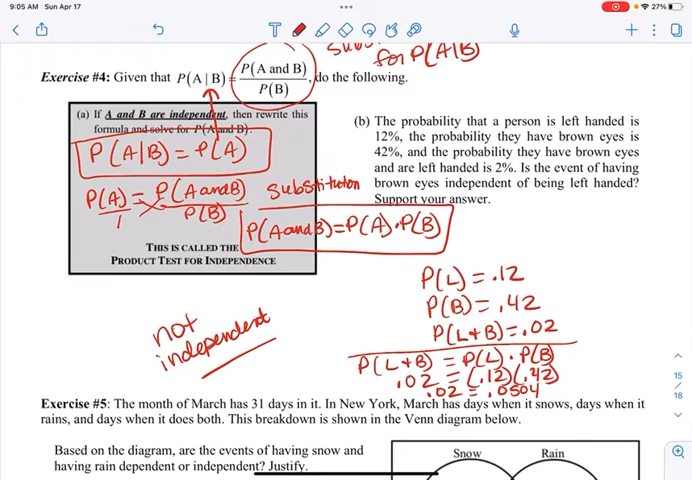 9:05 AM Sun Apr 17
27%
for P(A|B)
Exercise #4: Given that P(A | B) = P(A and B) / P(B), do the following.
(a) If A and B are independent, then rewrite this
formula and solve for P(A and B).
P(A|B) = P(A)
P(A)/1 = P(A and B)/P(B) substitution
P(A and B) = P(A) · P(B)
THIS IS CALLED THE
PRODUCT TEST FOR INDEPENDENCE
(b) The probability that a person is left handed is
12%, the probability they have brown eyes is
42%, and the probability they have brown eyes
and are left handed is 2%. Is the event of having
brown eyes independent of being left handed?
Support your answer.
P(L) = .12
P(B) = .42
P(L+B) = .02
P(L+B) = P(L) · P(B)
.02 = (.12)(.42)
.02 = .0504
not
independent
15
/
18
Exercise #5: The month of March has 31 days in it. In New York, March has days when it snows, days when it
rains, and days when it does both. This breakdown is shown in the Venn diagram below.
Based on the diagram, are the events of having snow and
having rain dependent or independent? Justify.
Snow Rain